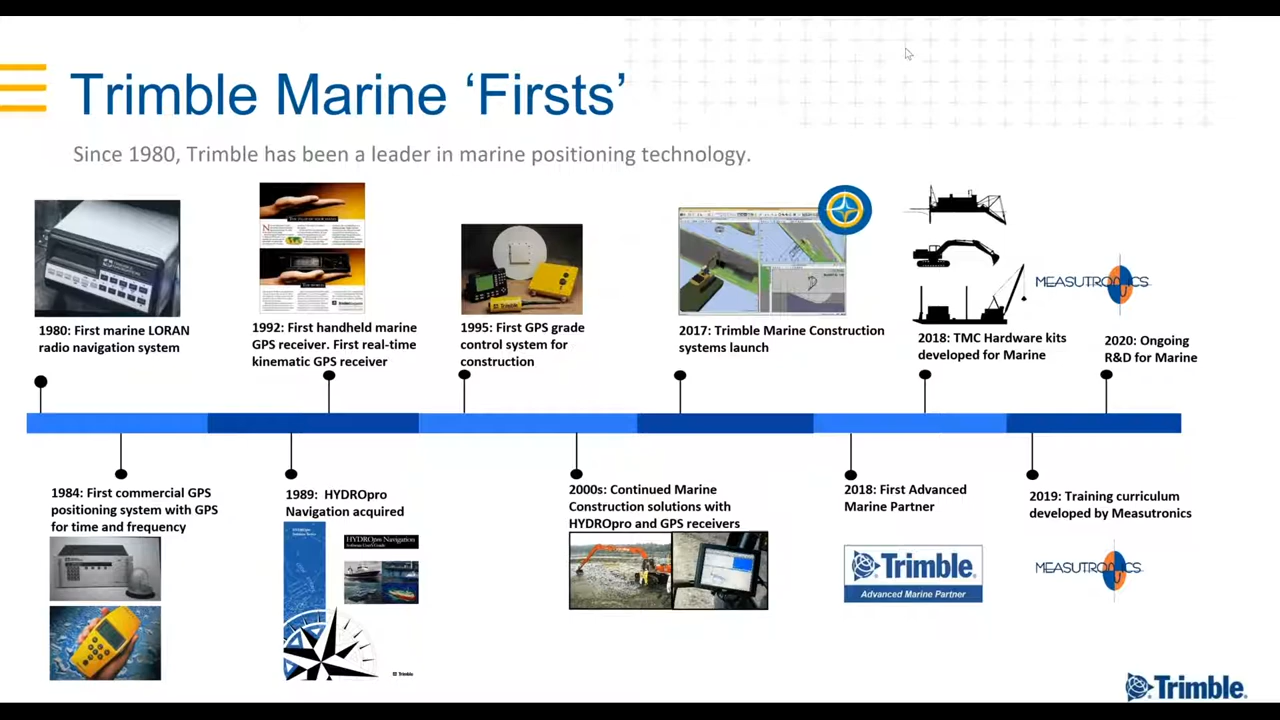 Trimble Marine ‘Firsts’
Since 1980, Trimble has been a leader in marine positioning technology.
1980: First marine LORAN
radio navigation system
1992: First handheld marine
GPS receiver. First real-time
kinematic GPS receiver
1995: First GPS grade
control system for
construction
2017: Trimble Marine Construction
systems launch
2018: TMC Hardware kits
developed for Marine
MEASUTRONICS
2020: Ongoing
R&D for Marine
1984: First commercial GPS
positioning system with GPS
for time and frequency
1989: HYDROpro
Navigation acquired
HYDROpro Navigation
2000s: Continued Marine
Construction solutions with
HYDROpro and GPS receivers
2018: First Advanced
Marine Partner
Trimble
Advanced Marine Partner
2019: Training curriculum
developed by Measutronics
MEASUTRONICS
Trimble
Trimble